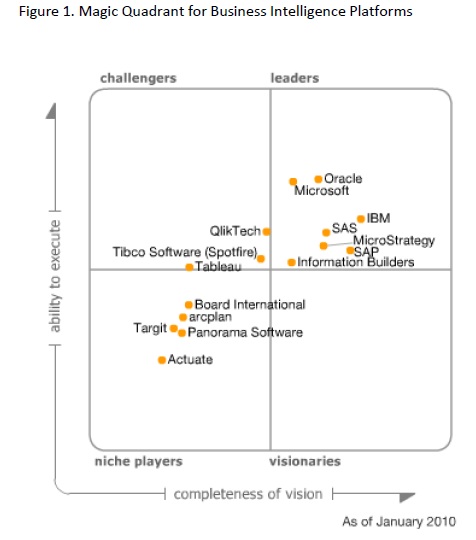 Figure 1. Magic Quadrant for Business Intelligence Platforms
challengers
leaders
Oracle
Microsoft
IBM
QlikTech
SAS
MicroStrategy
Tibco Software (Spotfire)
SAP
Information Builders
Tableau
ability to execute
Board International
arcplan
Targit
Panorama Software
Actuate
niche players
visionaries
completeness of vision
As of January 2010